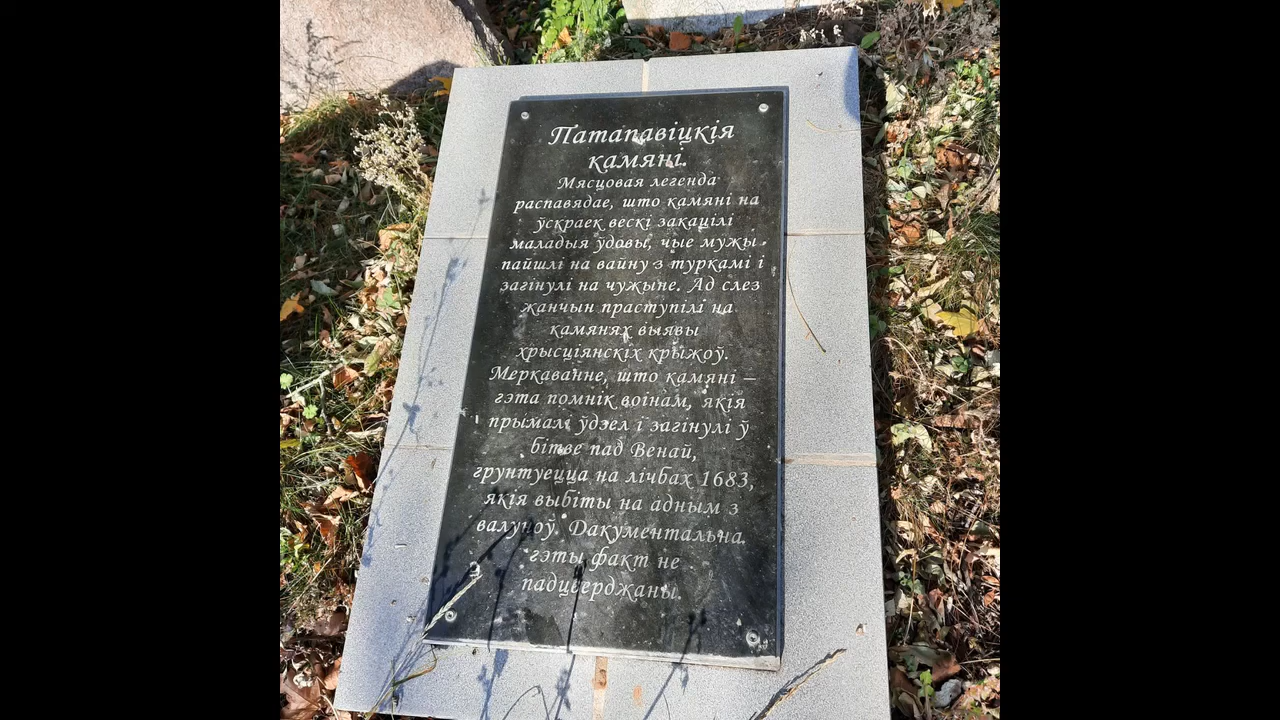 Патапавіцкія
камяні.
Мясцовая легенда
распавядае, што камяні на
ўскраек вескі закацілі
маладыя ўдовы, чые мужы
пайшлі на вайну з туркамі і
загінулі на чужыне. Ад слез
жанчын праступілі на
камянях выявы
хрысціянскіх крыжоў.
Меркаванне, што камяні –
гэта помнік воінам, якія
прымалі ўдзел і загінулі ў
бітве пад Венай,
грунтуецца на лічбах 1683,
якія выбіты на адным з
валуноў. Дакументальна
гэты факт не
падцверджаны.